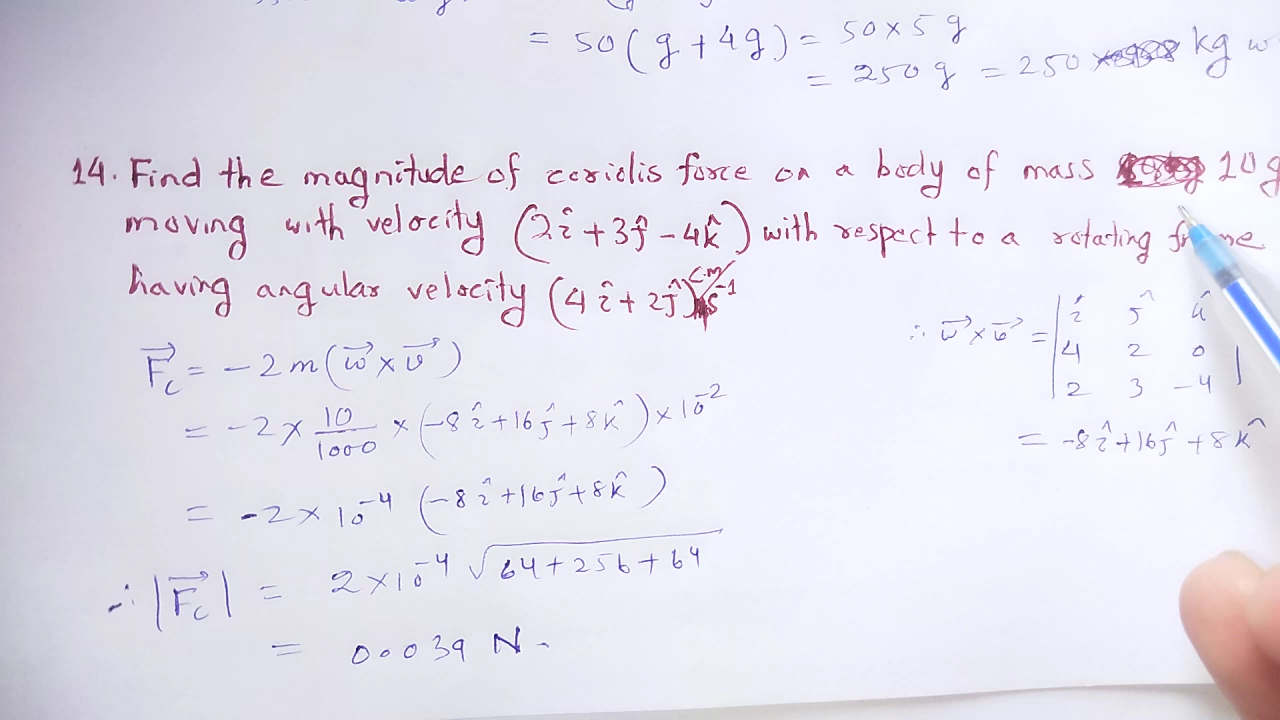 = 50(g+4g) = 50×5g
= 250g = 250 kg w
14. Find the magnitude of coriolis force on a body of mass 10g
moving with velocity (2î+3ĵ-4k̂) with respect to a rotating frame
having angular velocity (4î+2ĵ) cm s⁻¹
F⃗c = -2m(ω⃗×v⃗)
= -2×10/1000×(-8î+16ĵ+8k̂)×10⁻²
= -2×10⁻⁴ (-8î+16ĵ+8k̂)
∴ |F⃗c| = 2×10⁻⁴ √64+256+64
= 0.0039 N.
∴ ω⃗×v⃗ = | î ĵ k̂
4 2 0
2 3 -4 |
= -8î+16ĵ+8k̂